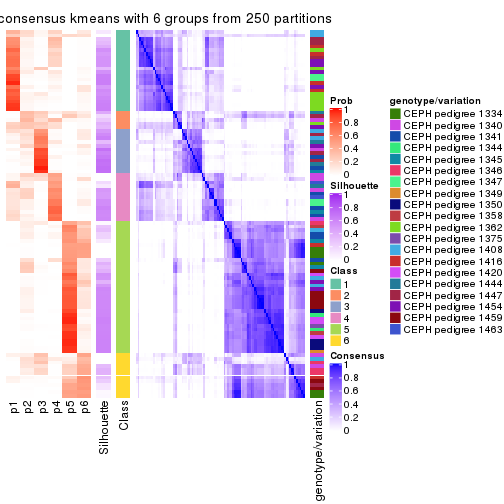 consensus kmeans with 6 groups from 250 partitions
Prob
1
0.8
0.6
0.4
0.2
0
Silhouette
1
0.8
0.6
0.4
0.2
0
Class
1
2
3
4
5
6
Consensus
1
0.8
0.6
0.4
0.2
0
genotype/variation
CEPH pedigree 1334
CEPH pedigree 1340
CEPH pedigree 1341
CEPH pedigree 1344
CEPH pedigree 1345
CEPH pedigree 1346
CEPH pedigree 1347
CEPH pedigree 1349
CEPH pedigree 1350
CEPH pedigree 1358
CEPH pedigree 1362
CEPH pedigree 1375
CEPH pedigree 1408
CEPH pedigree 1416
CEPH pedigree 1420
CEPH pedigree 1444
CEPH pedigree 1447
CEPH pedigree 1454
CEPH pedigree 1459
CEPH pedigree 1463
p1
p2
p3
p4
p5
p6
Silhouette
Class
genotype/variation